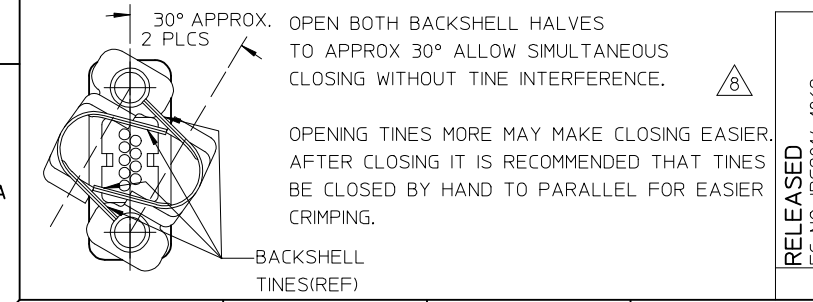 30° APPROX.
2 PLCS
OPEN BOTH BACKSHELL HALVES
TO APPROX 30° ALLOW SIMULTANEOUS
CLOSING WITHOUT TINE INTERFERENCE.
8
OPENING TINES MORE MAY MAKE CLOSING EASIER.
AFTER CLOSING IT IS RECOMMENDED THAT TINES
BE CLOSED BY HAND TO PARALLEL FOR EASIER
CRIMPING.
BACKSHELL
TINES(REF)
A
RELEASED